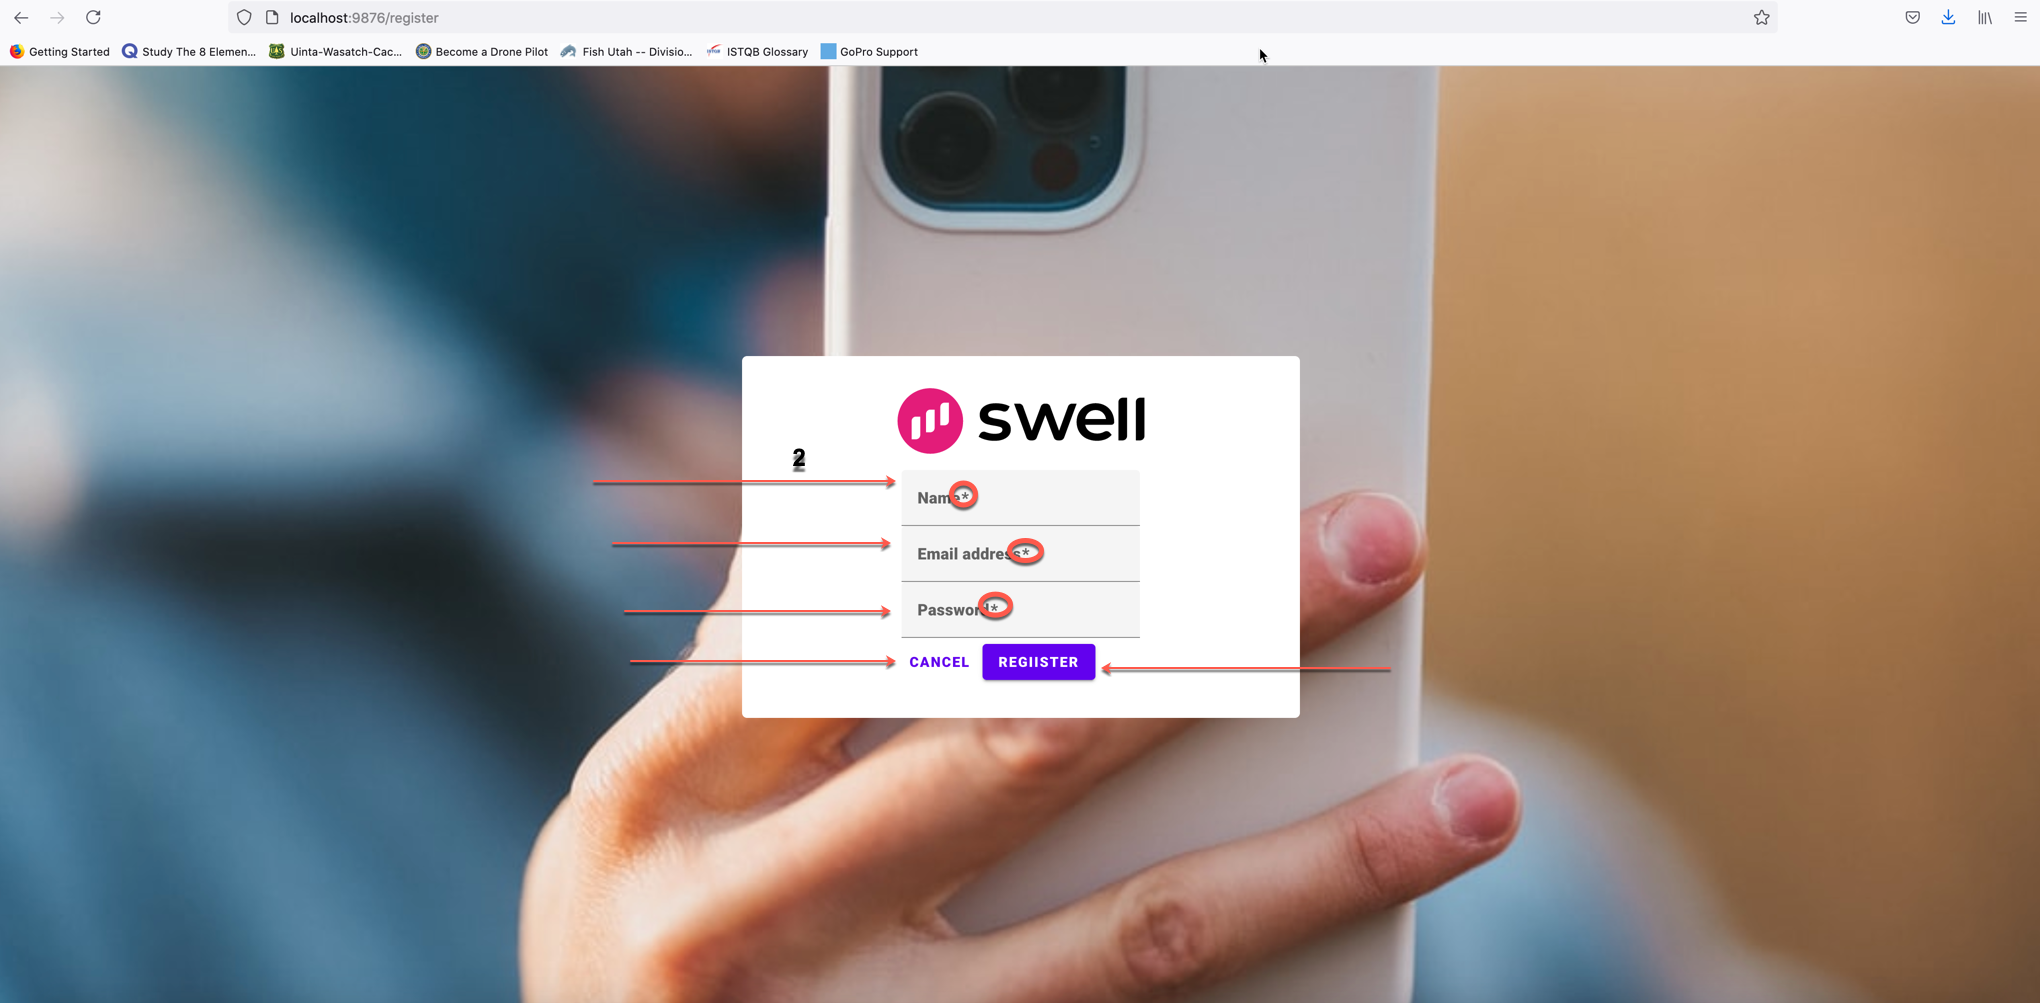 localhost:9876/register
Getting Started Study The 8 Elemen... Uinta-Wasatch-Cac... Become a Drone Pilot Fish Utah -- Divisio... ISTQB Glossary GoPro Support
swell
2
Name*
Email address*
Password*
CANCEL REGIISTER